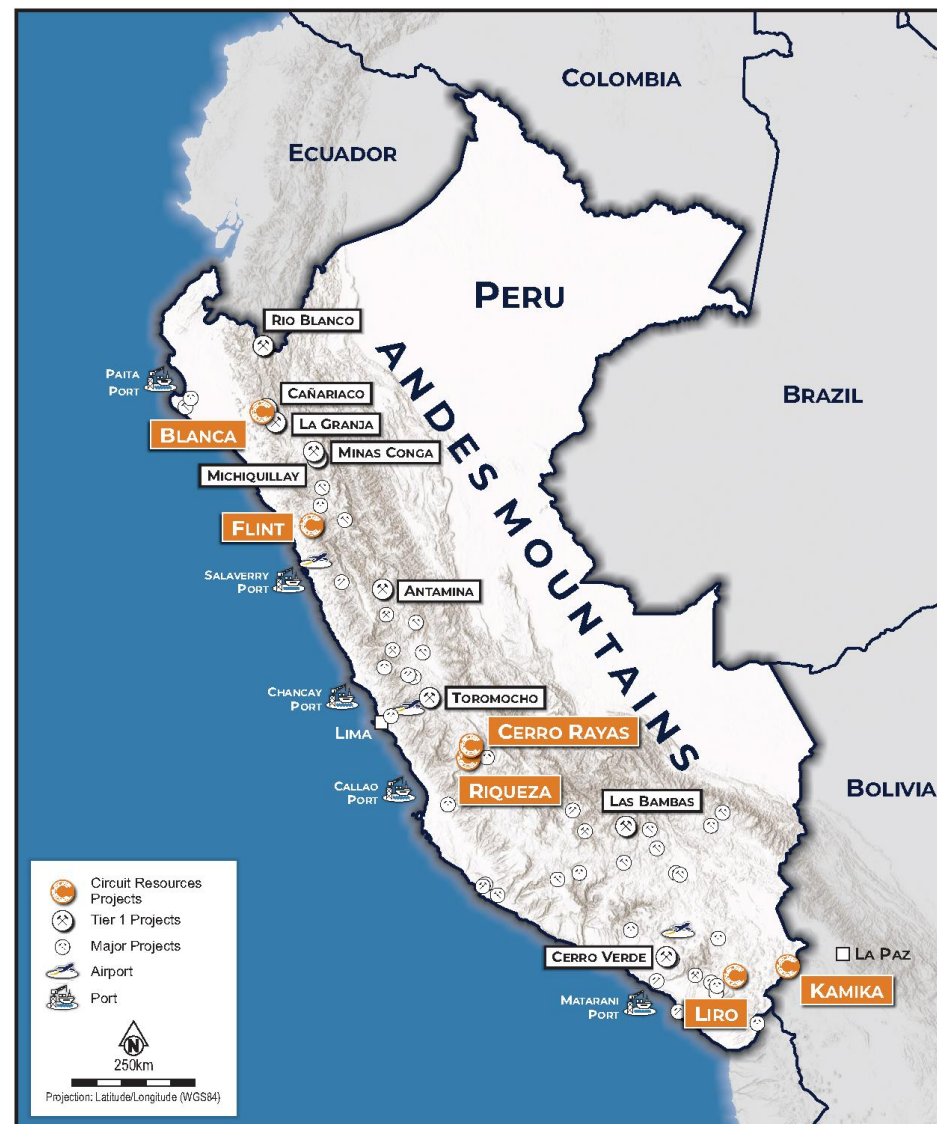 COLOMBIA
ECUADOR
PERU
RIO BLANCO
ANDES MOUNTAINS
PAITA
PORT
CAÑARIACO
BRAZIL
LA GRANJA
BLANCA
MINAS CONGA
MICHIQUILLAY
FLINT
SALAVERRY
PORT
ANTAMINA
CHANCAY
PORT
TOROMOCHO
LIMA
CERRO RAYAS
CALLAO
PORT
RIQUEZA
BOLIVIA
LAS BAMBAS
CERRO VERDE
LA PAZ
KAMIKA
MATARANI
PORT
LIRO
Circuit Resources
Projects
Tier 1 Projects
Major Projects
Airport
Port
N
250km
Projection: Latitude/Longitude (WGS84)